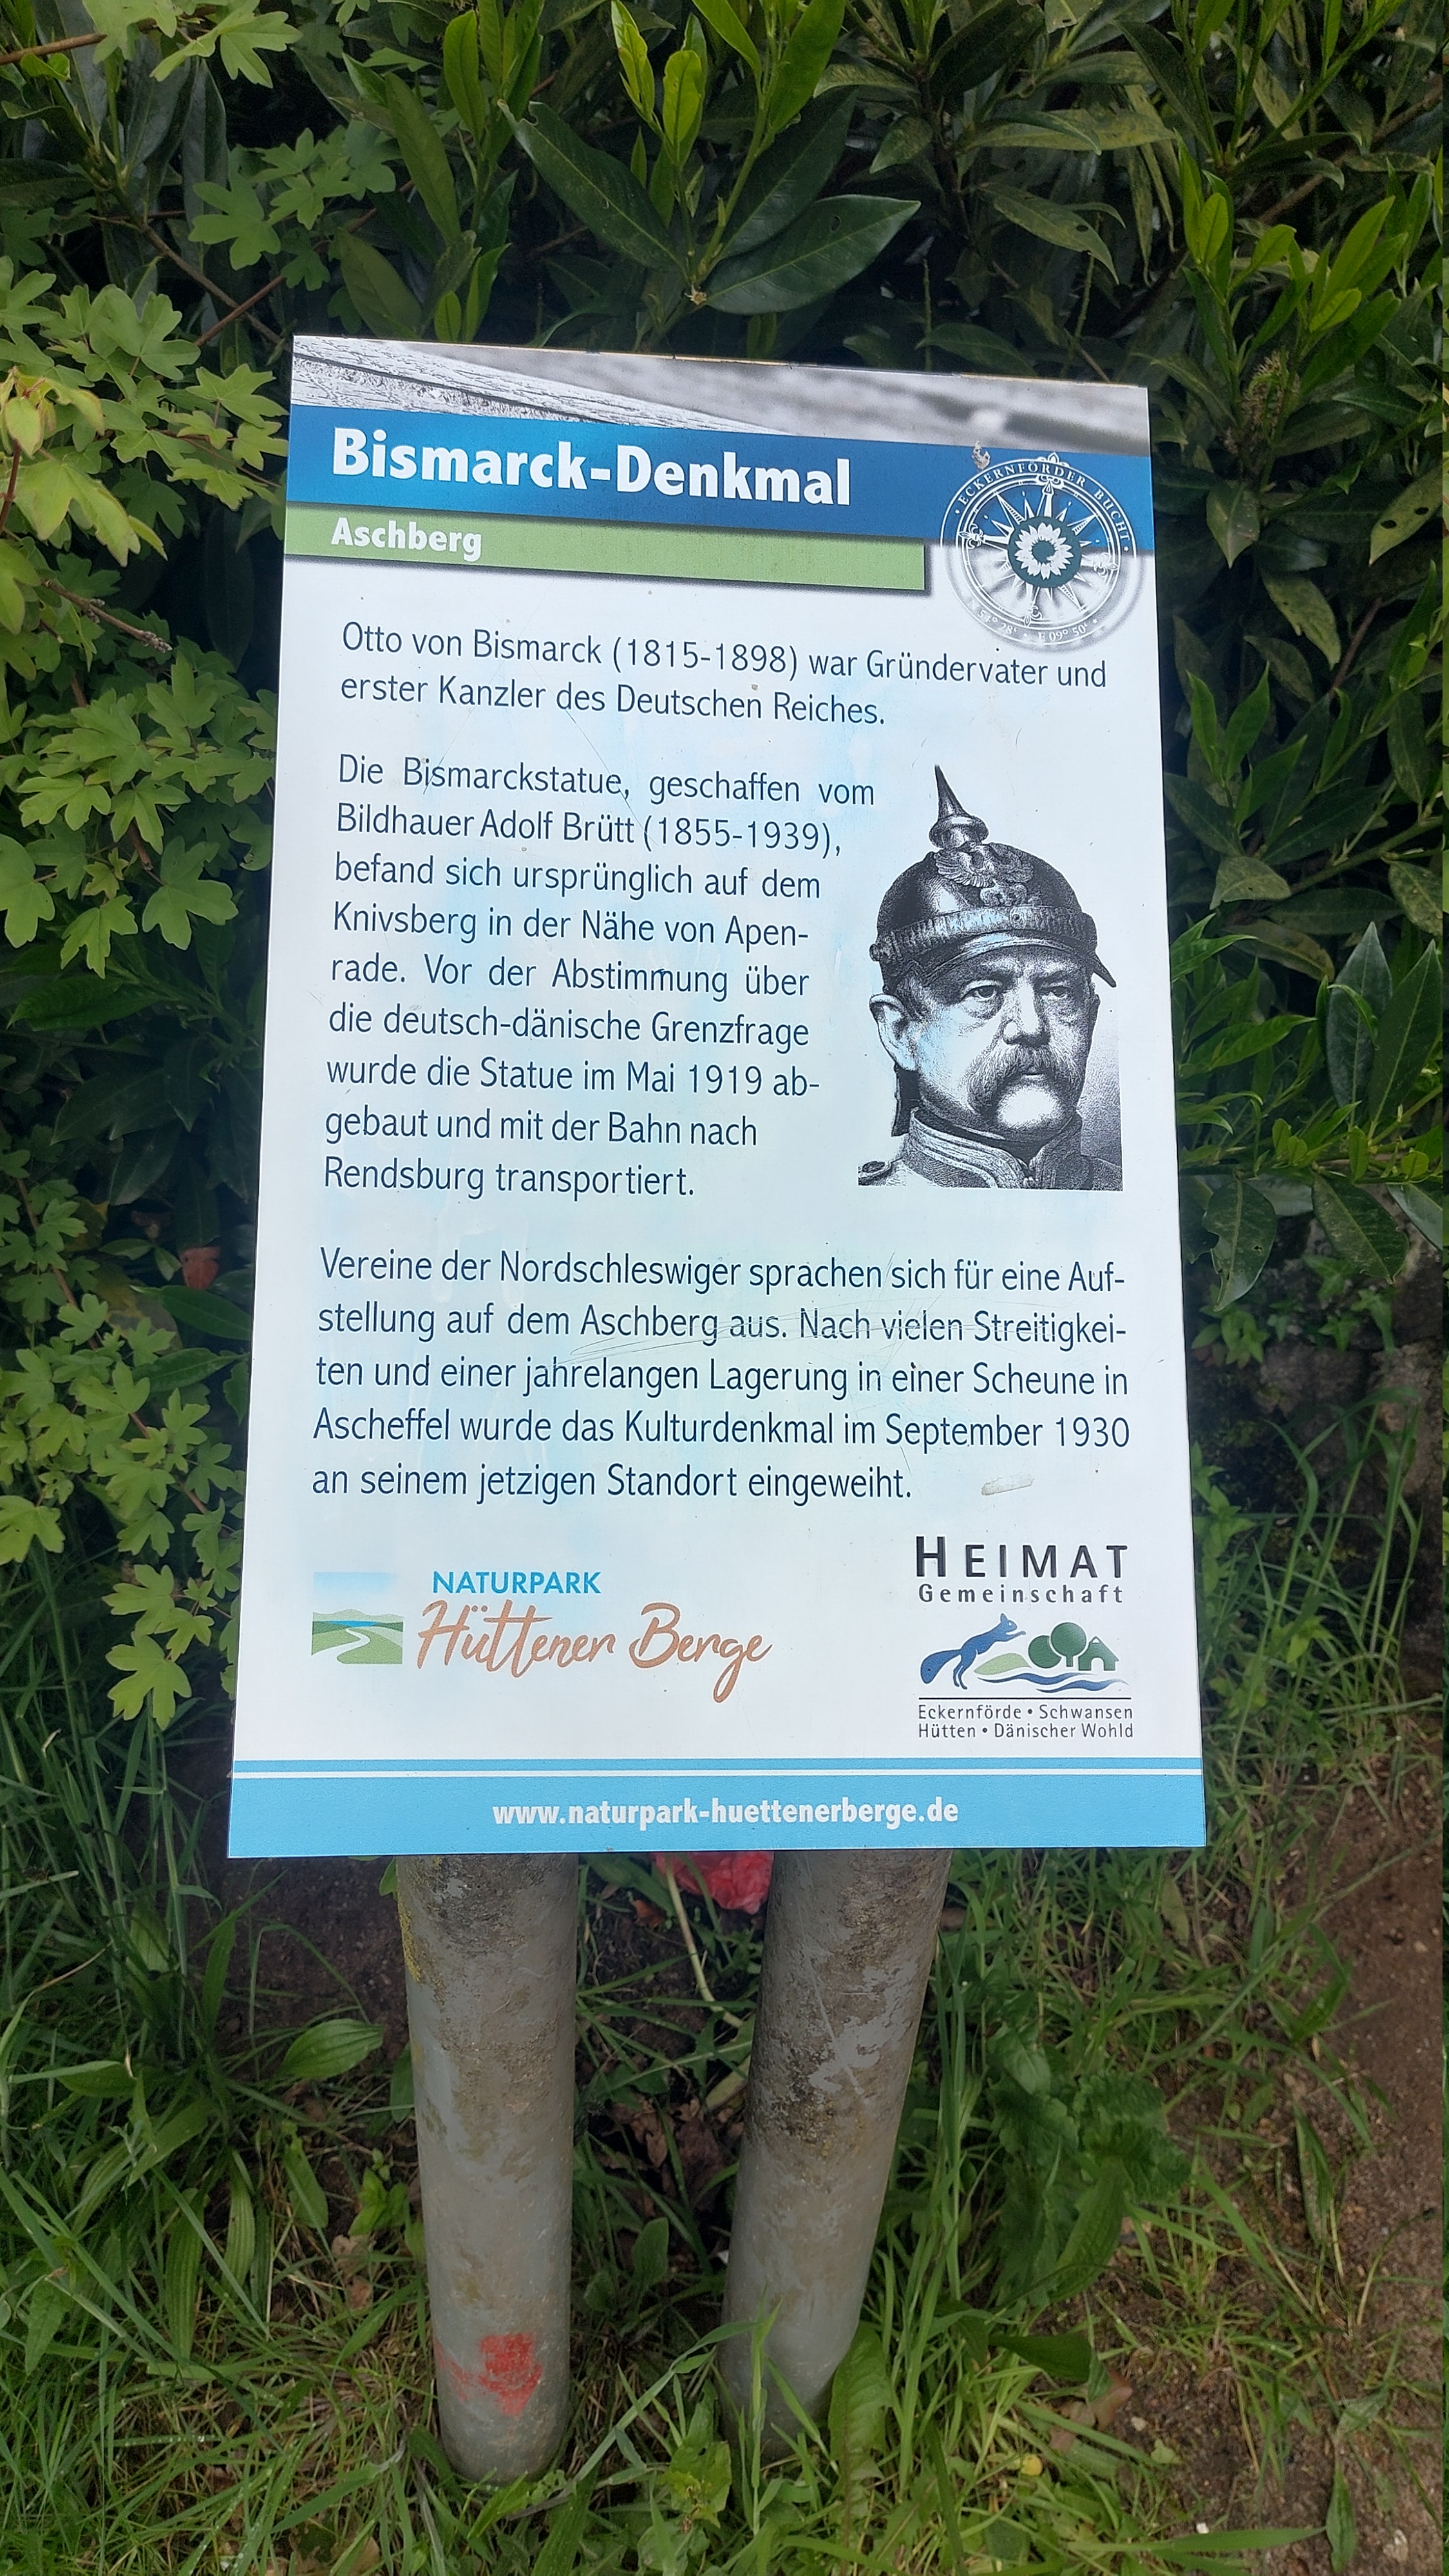 Bismarck-Denkmal
Aschberg
ECKERNFÖRDER BUCHT
54° 28' • E 09° 50'
Otto von Bismarck (1815-1898) war Gründervater und
erster Kanzler des Deutschen Reiches.
Die Bismarckstatue, geschaffen vom
Bildhauer Adolf Brütt (1855-1939),
befand sich ursprünglich auf dem
Knivsberg in der Nähe von Apen-
rade. Vor der Abstimmung über
die deutsch-dänische Grenzfrage
wurde die Statue im Mai 1919 ab-
gebaut und mit der Bahn nach
Rendsburg transportiert.
Vereine der Nordschleswiger sprachen sich für eine Auf-
stellung auf dem Aschberg aus. Nach vielen Streitigkei-
ten und einer jahrelangen Lagerung in einer Scheune in
Ascheffel wurde das Kulturdenkmal im September 1930
an seinem jetzigen Standort eingeweiht.
NATURPARK
Hüttener Berge
HEIMAT
Gemeinschaft
Eckernförde • Schwansen
Hütten • Dänischer Wohld
www.naturpark-huettenerberge.de